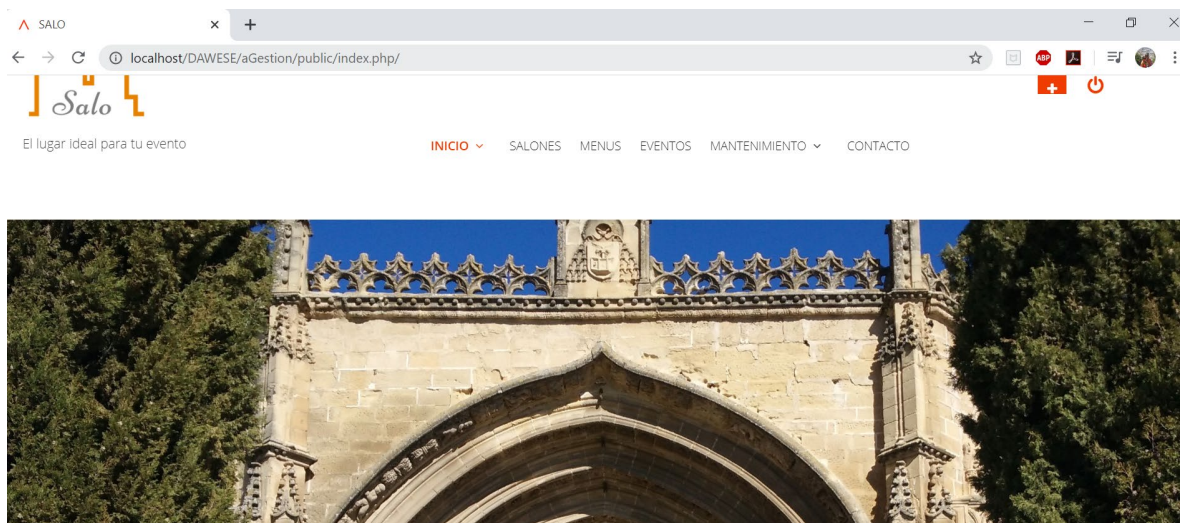 SALO
localhost/DAWESE/aGestion/public/index.php/
ABP
Salo
El lugar ideal para tu evento
INICIO SALONES MENUS EVENTOS MANTENIMIENTO CONTACTO